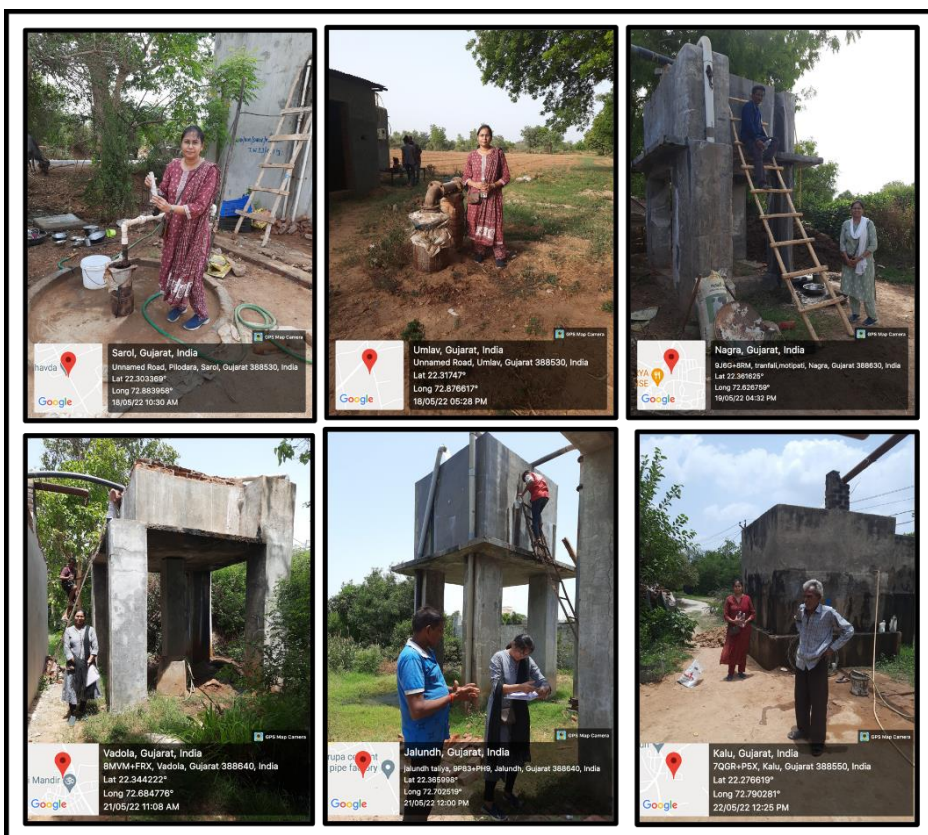 GPS Map Camera
Sarol, Gujarat, India
Unnamed Road, Pilodara, Sarol, Gujarat 388530, India
Lat 22.303369°
Long 72.883958°
18/05/22 10:30 AM
havda
Google
GPS Map Camera
Umlav, Gujarat, India
Unnamed Road, Umlav, Gujarat 388530, India
Lat 22.31747°
Long 72.876617°
18/05/22 05:28 PM
Google
GPS Map Camera
Nagra, Gujarat, India
9J6G+8RM, tranfali,motipati, Nagra, Gujarat 388630, India
Lat 22.361625°
Long 72.626759°
19/05/22 04:32 PM
Google
GPS Map Camera
Vadola, Gujarat, India
8MVM+FRX, Vadola, Gujarat 388640, India
Lat 22.344222°
Long 72.684776°
21/05/22 11:08 AM
i Mandir
Google
GPS Map Camera
Jalundh, Gujarat, India
jalundh taliya, 9P83+PH9, Jalundh, Gujarat 388640, India
Lat 22.365998°
Long 72.702519°
21/05/22 12:00 PM
rupa cement
pipe factory
Google
GPS Map Camera
Kalu, Gujarat, India
7QGR+P5X, Kalu, Gujarat 388550, India
Lat 22.276619°
Long 72.790281°
22/05/22 12:25 PM
Google